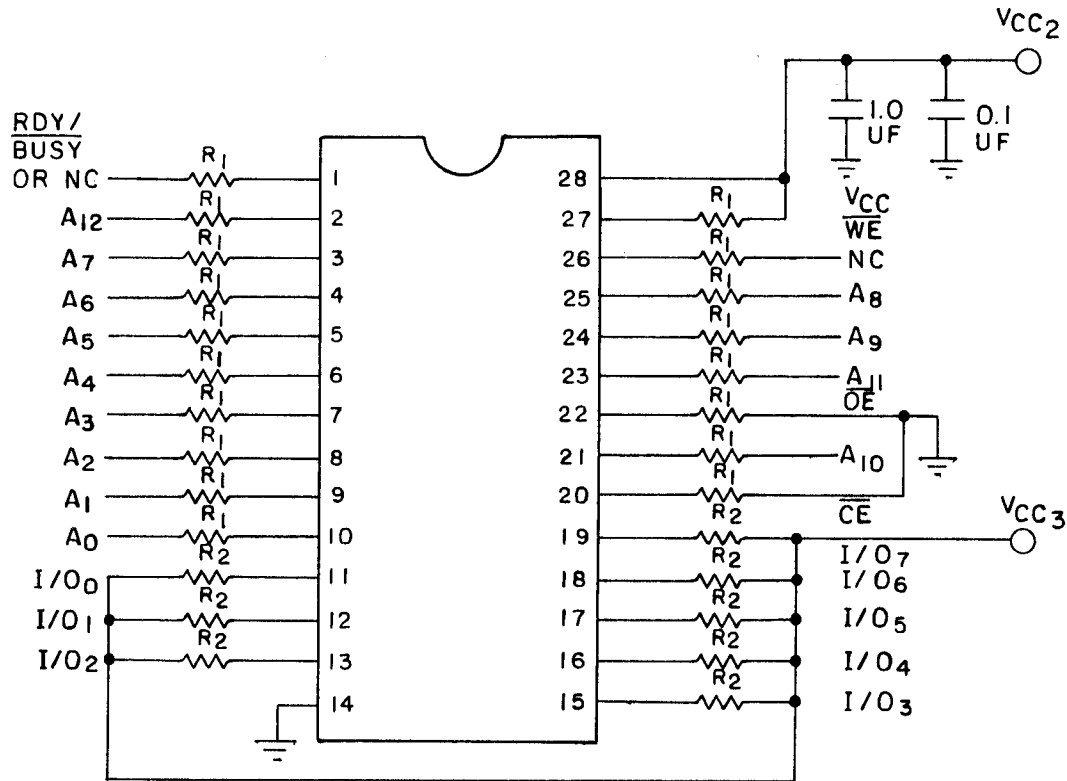 VCC2
1.0
UF
0.1
UF
RDY/
BUSY
OR NC
R1
1
28
VCC
A12
R1
2
27
R1
WE
A7
R1
3
26
R1
NC
A6
R1
4
25
R1
A8
A5
R1
5
24
R1
A9
A4
R1
6
23
R1
A11
A3
R1
7
22
R1
OE
A2
R1
8
21
R1
A10
A1
R1
9
20
R1
CE
A0
R1
10
19
R2
VCC3
I/O7
I/O0
R2
11
18
R2
I/O6
I/O1
R2
12
17
R2
I/O5
I/O2
R2
13
16
R2
I/O4
14
15
R2
I/O3